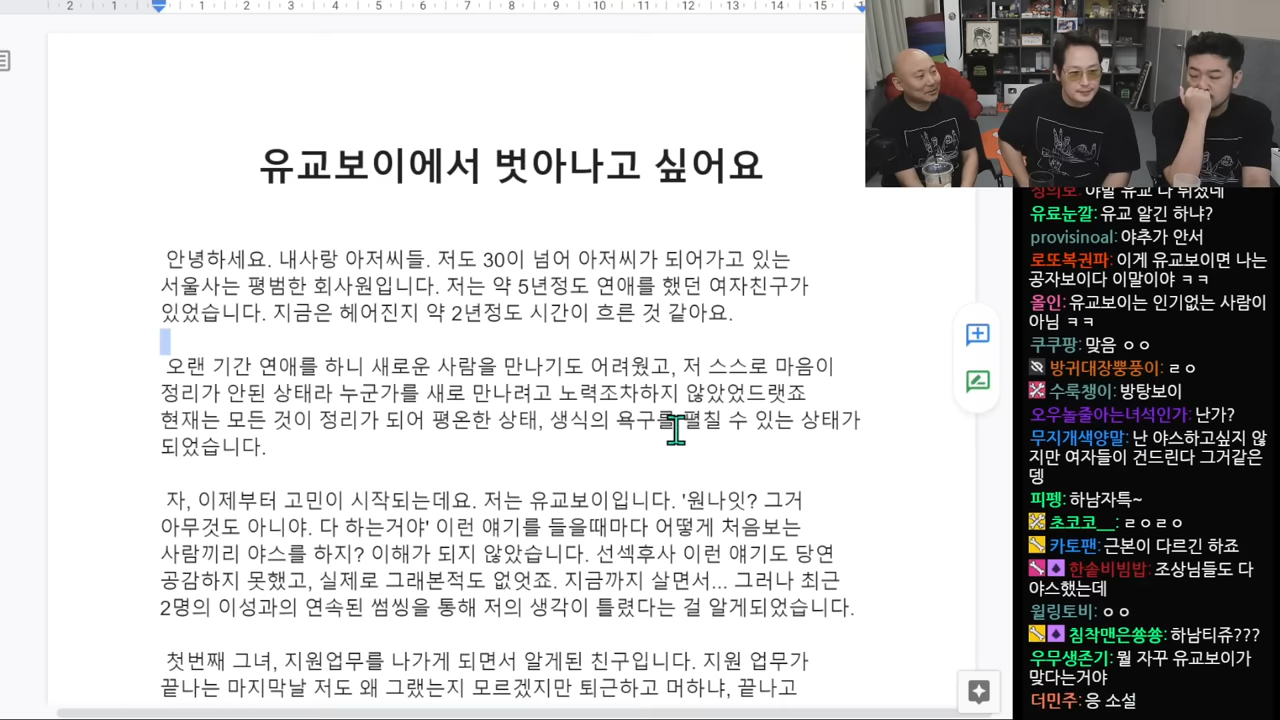 2 1 1 2 3 4 5 6 7 8 9 10 11 12 13 14 15
유교보이에서 벗아나고 싶어요
안녕하세요. 내사랑 아저씨들. 저도 30이 넘어 아저씨가 되어가고 있는
서울사는 평범한 회사원입니다. 저는 약 5년정도 연애를 했던 여자친구가
있었습니다. 지금은 헤어진지 약 2년정도 시간이 흐른 것 같아요.
오랜 기간 연애를 하니 새로운 사람을 만나기도 어려웠고, 저 스스로 마음이
정리가 안된 상태라 누군가를 새로 만나려고 노력조차하지 않았었드랫죠
현재는 모든 것이 정리가 되어 평온한 상태, 생식의 욕구를 펼칠 수 있는 상태가
되었습니다.
자, 이제부터 고민이 시작되는데요. 저는 유교보이입니다. '원나잇? 그거
아무것도 아니야. 다 하는거야' 이런 얘기를 들을때마다 어떻게 처음보는
사람끼리 야스를 하지? 이해가 되지 않았습니다. 선섹후사 이런 얘기도 당연
공감하지 못했고, 실제로 그래본적도 없엇죠. 지금까지 살면서... 그러나 최근
2명의 이성과의 연속된 썸씽을 통해 저의 생각이 틀렸다는 걸 알게되었습니다.
첫번째 그녀, 지원업무를 나가게 되면서 알게된 친구입니다. 지원 업무가
끝나는 마지막날 저도 왜 그랬는지 모르겠지만 퇴근하고 머하냐, 끝나고
유료눈깔: 유교 알긴 하냐?
provisinoal: 야추가 안서
로또복권파: 이게 유교보이면 나는
공자보이다 이말이야 ㅋㅋ
올인: 유교보이는 인기없는 사람이
아님 ㅋㅋ
쿠쿠팡: 맞음 ㅇㅇ
방귀대장뿡풍이: ㄹㅇ
수룩챙이: 방탕보이
오우놀줄아는녀석인가: 난가?
무지개색양말: 난 야스하고싶지 않
지만 여자들이 건드린다 그거같은
뎅
피펭: 하남자특~
초코코__: ㄹㅇㄹㅇ
카토팬: 근본이 다르긴 하죠
한솥비빔밥: 조상님들도 다
야스했는데
윌링토비: ㅇㅇ
침착맨은쏭쏭: 하남티쥬???
우무생존기: 뭘 자꾸 유교보이가
맞다는거야
더민주: 응 소설